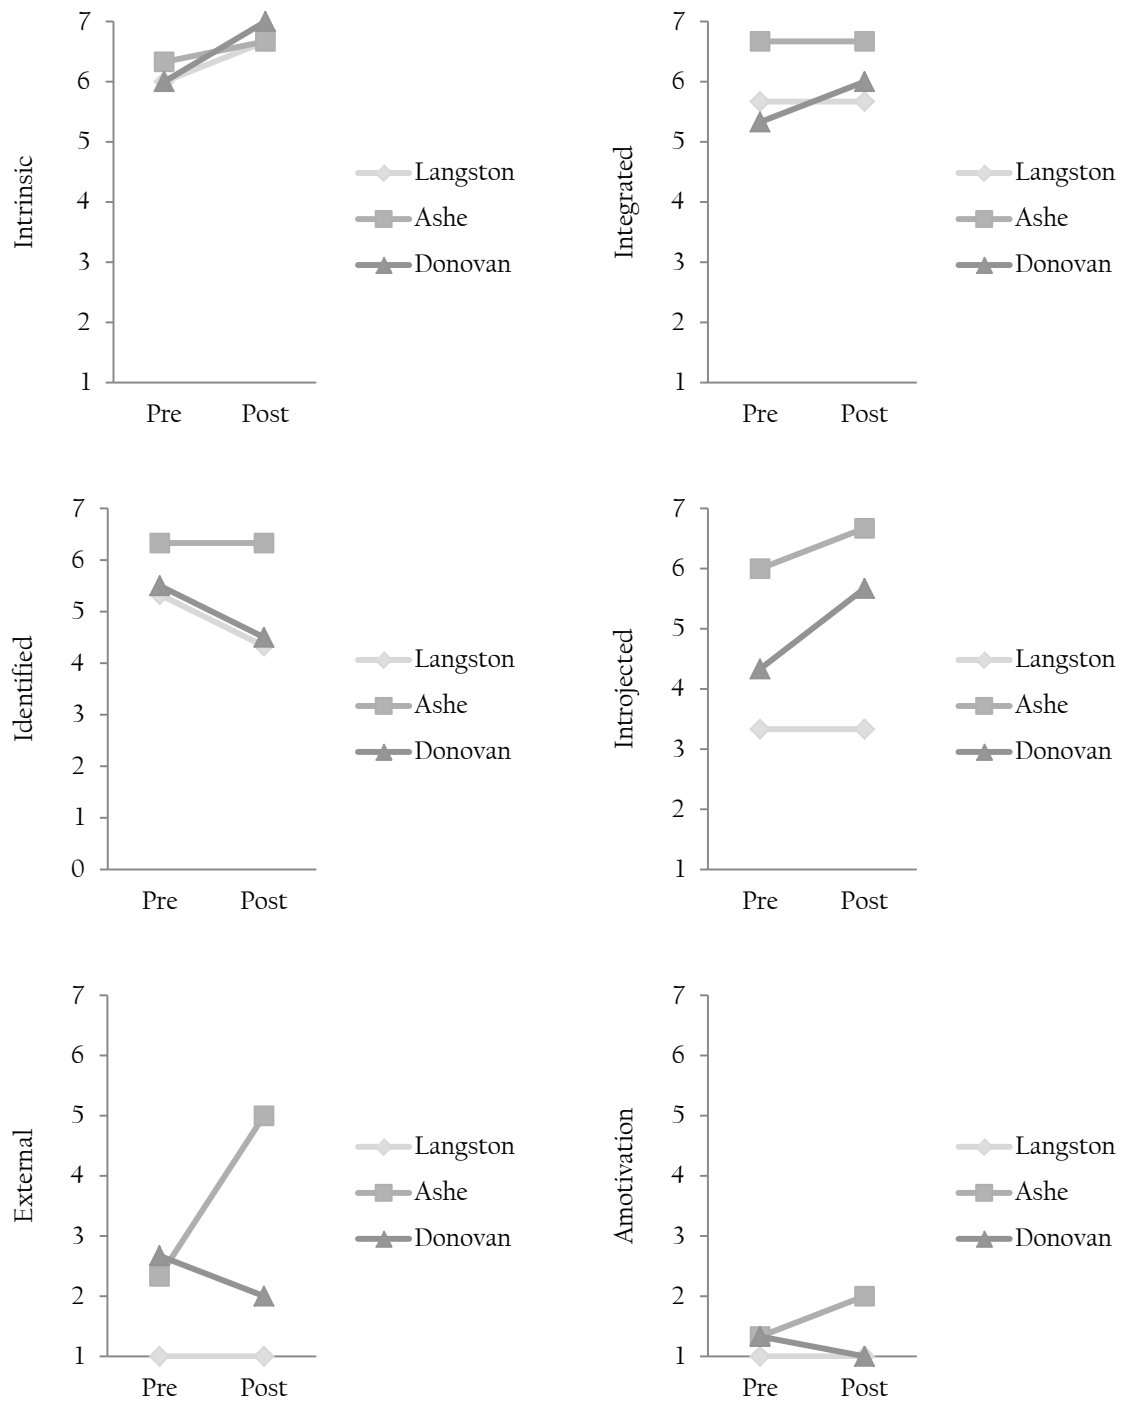 Intrinsic
7
6
5
4
3
2
1
Pre Post
Langston
Ashe
Donovan
Integrated
7
6
5
4
3
2
1
Pre Post
Langston
Ashe
Donovan
Identified
7
6
5
4
3
2
1
0
Pre Post
Langston
Ashe
Donovan
Introjected
7
6
5
4
3
2
1
Pre Post
Langston
Ashe
Donovan
External
7
6
5
4
3
2
1
Pre Post
Langston
Ashe
Donovan
Amotivation
7
6
5
4
3
2
1
Pre Post
Langston
Ashe
Donovan